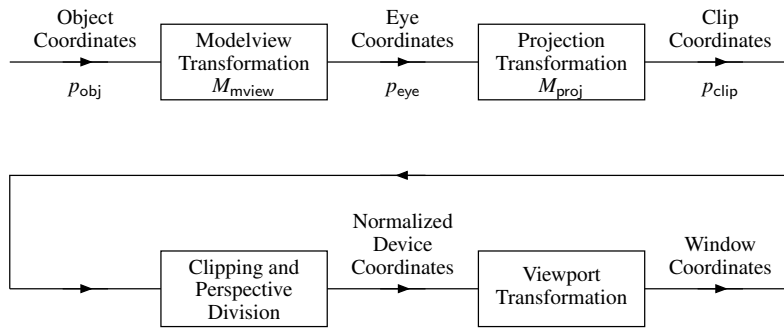 Object
Coordinates
p_obj
Modelview
Transformation
M_mview
Eye
Coordinates
p_eye
Projection
Transformation
M_proj
Clip
Coordinates
p_clip
Clipping and
Perspective
Division
Normalized
Device
Coordinates
Viewport
Transformation
Window
Coordinates